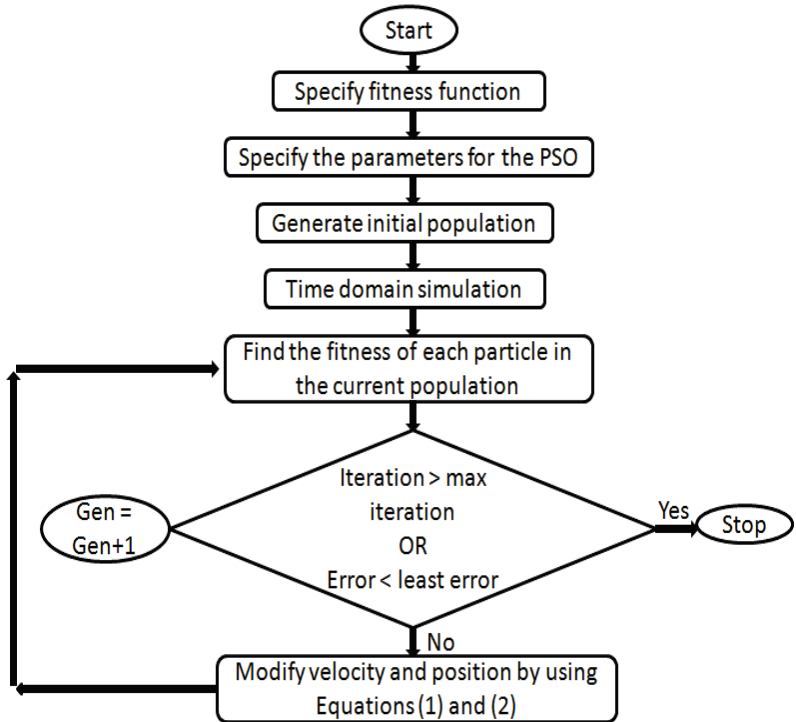 Start
Specify fitness function
Specify the parameters for the PSO
Generate initial population
Time domain simulation
Find the fitness of each particle in
the current population
Iteration > max
iteration
OR
Error < least error
Gen =
Gen+1
Yes
Stop
No
Modify velocity and position by using
Equations (1) and (2)